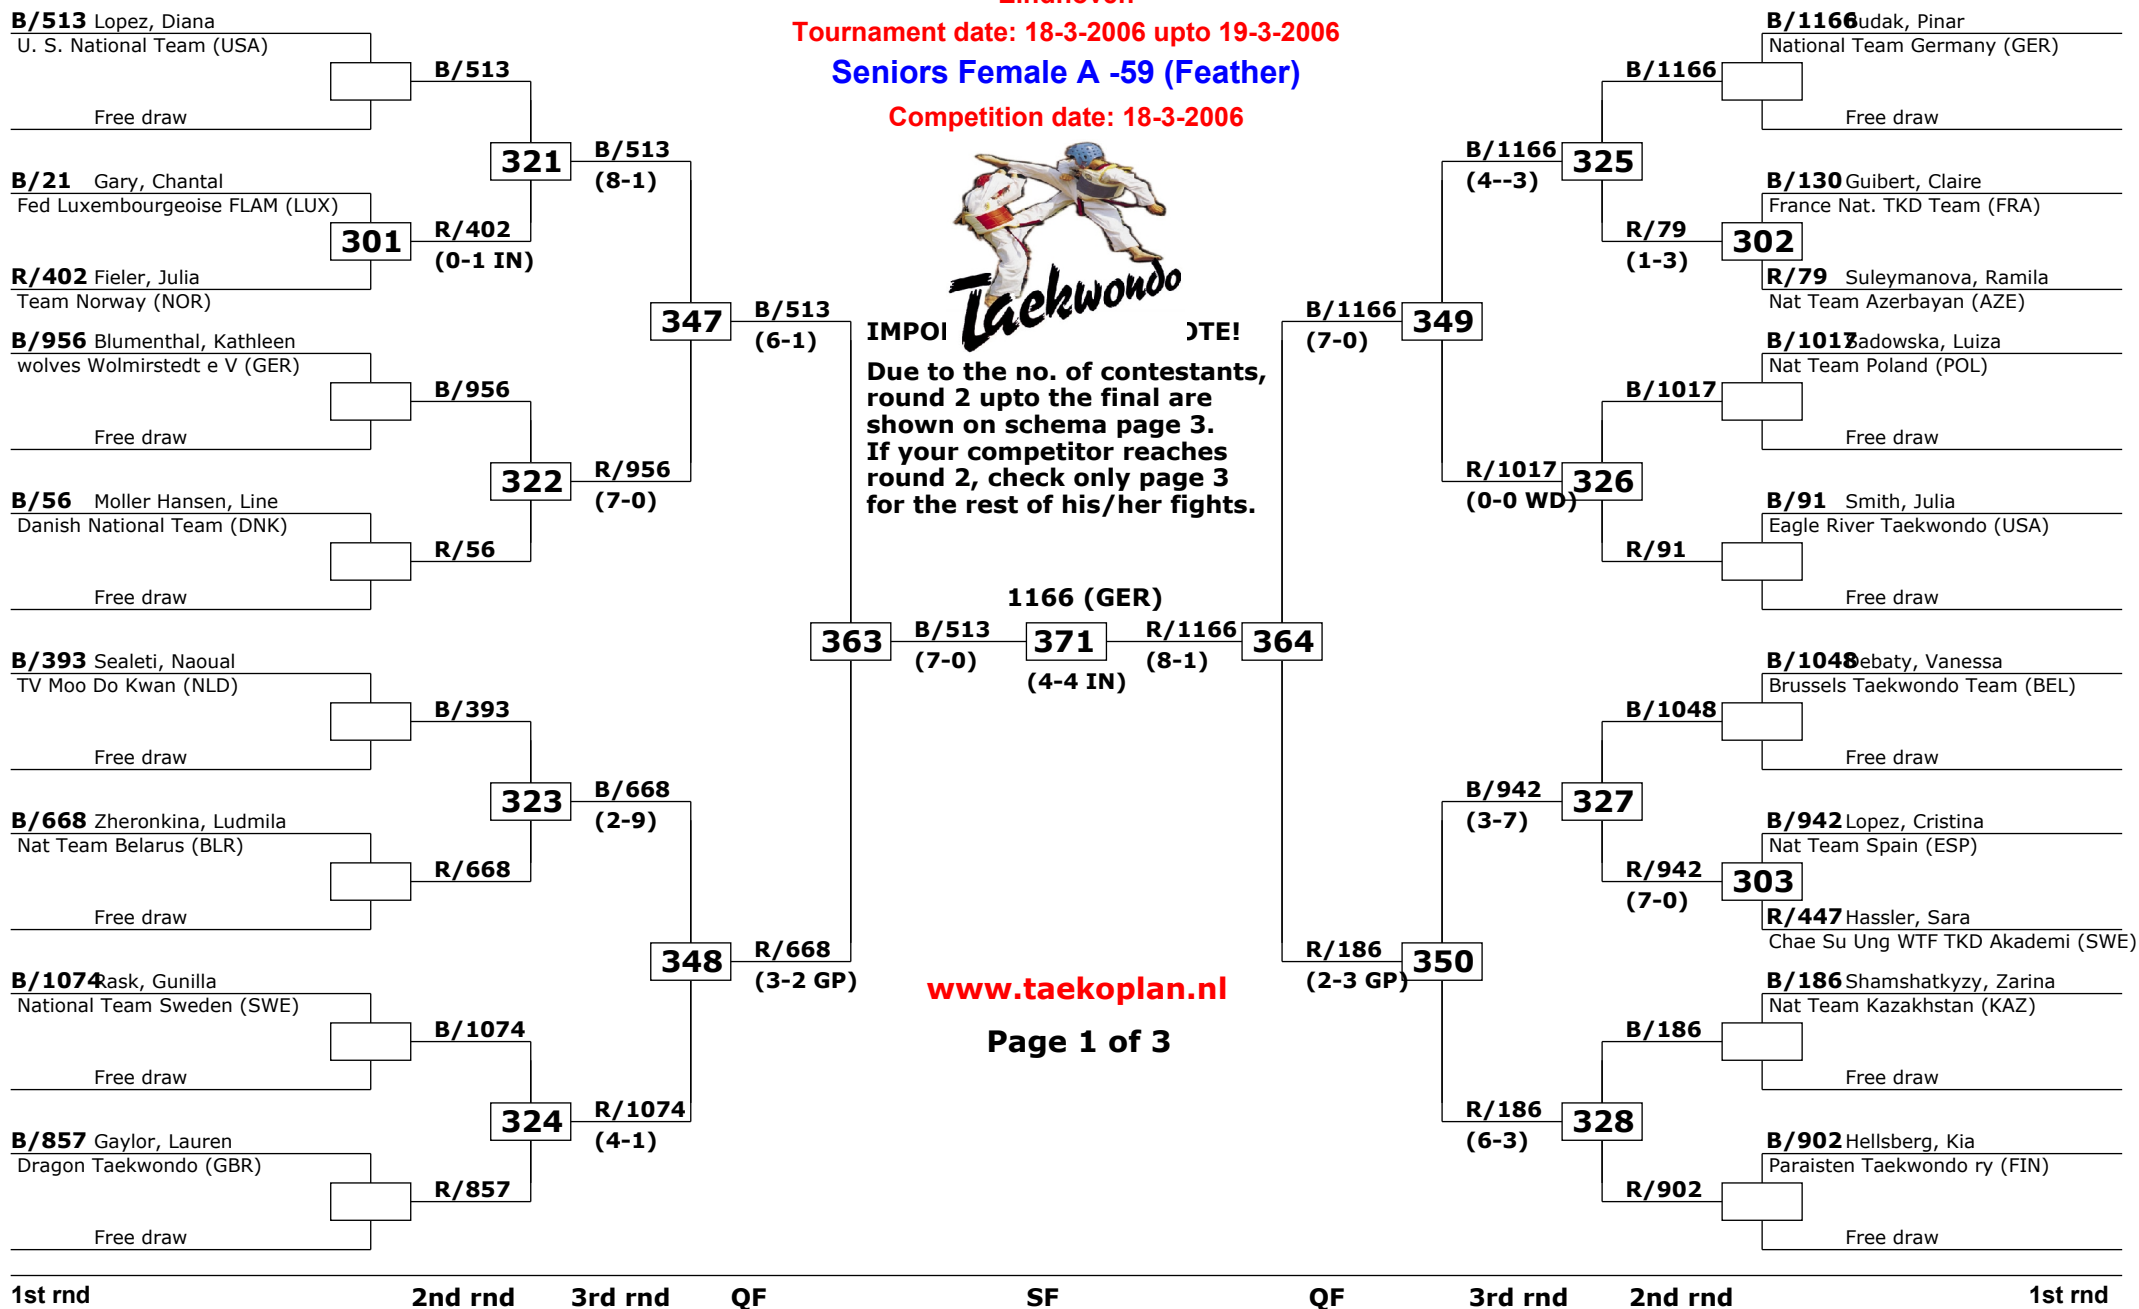 Tournament date: 18-3-2006 upto 19-3-2006
Seniors Female A -59 (Feather)
Competition date: 18-3-2006
B/513 Lopez, Diana
U. S. National Team (USA)
Free draw
B/513
B/21 Gary, Chantal
Fed Luxembourgeoise FLAM (LUX)
301
R/402
(0-1 IN)
R/402 Fieler, Julia
Team Norway (NOR)
321
B/513
(8-1)
B/956 Blumenthal, Kathleen
wolves Wolmirstedt e V (GER)
Free draw
B/956
B/56 Moller Hansen, Line
Danish National Team (DNK)
Free draw
R/56
322
R/956
(7-0)
347
B/513
(6-1)
B/393 Sealeti, Naoual
TV Moo Do Kwan (NLD)
Free draw
B/393
B/668 Zheronkina, Ludmila
Nat Team Belarus (BLR)
Free draw
R/668
323
B/668
(2-9)
B/1074 Rask, Gunilla
National Team Sweden (SWE)
Free draw
B/1074
B/857 Gaylor, Lauren
Dragon Taekwondo (GBR)
Free draw
R/857
324
R/1074
(4-1)
348
R/668
(3-2 GP)
363
B/513
(7-0)
Taekwondo
Due to the no. of contestants,
round 2 upto the final are
shown on schema page 3.
If your competitor reaches
round 2, check only page 3
for the rest of his/her fights.
1166 (GER)
371
(4-4 IN)
R/1166
(8-1)
364
www.taekoplan.nl
Page 1 of 3
B/1166 Budak, Pinar
National Team Germany (GER)
Free draw
B/1166
B/130 Guibert, Claire
France Nat. TKD Team (FRA)
302
R/79
(1-3)
R/79 Suleymanova, Ramila
Nat Team Azerbayan (AZE)
325
B/1166
(4--3)
B/1017 Sadowska, Luiza
Nat Team Poland (POL)
Free draw
B/1017
B/91 Smith, Julia
Eagle River Taekwondo (USA)
Free draw
R/91
326
R/1017
(0-0 WD)
349
B/1166
(7-0)
B/1048 Debaty, Vanessa
Brussels Taekwondo Team (BEL)
Free draw
B/1048
B/942 Lopez, Cristina
Nat Team Spain (ESP)
303
R/942
(7-0)
R/447 Hassler, Sara
Chae Su Ung WTF TKD Akademi (SWE)
327
B/942
(3-7)
B/186 Shamshatkyzy, Zarina
Nat Team Kazakhstan (KAZ)
Free draw
B/186
B/902 Hellsberg, Kia
Paraisten Taekwondo ry (FIN)
Free draw
R/902
328
R/186
(6-3)
350
R/186
(2-3 GP)
1st rnd 2nd rnd 3rd rnd QF SF QF 3rd rnd 2nd rnd 1st rnd